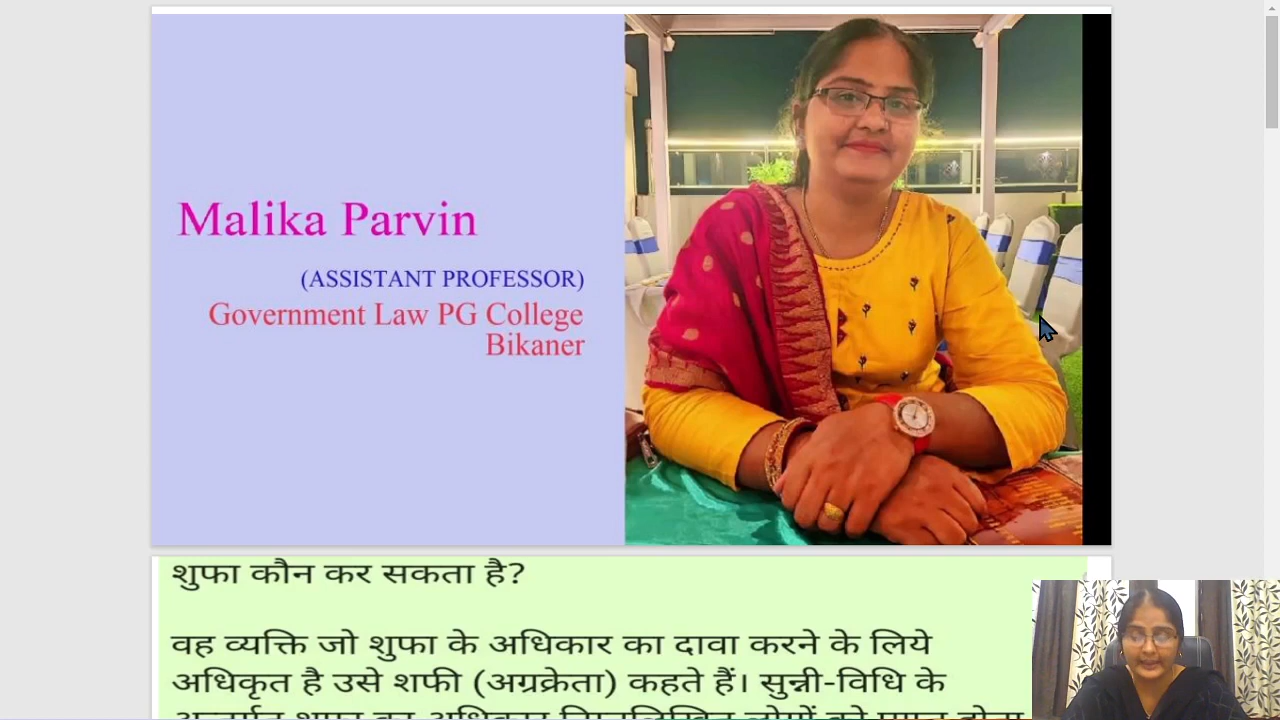 Malika Parvin
(ASSISTANT PROFESSOR)
Government Law PG College
Bikaner
शुफा कौन कर सकता है?
वह व्यक्ति जो शुफा के अधिकार का दावा करने के लिये
अधिकृत है उसे शफी (अग्रक्रेता) कहते हैं। सुन्नी-विधि के